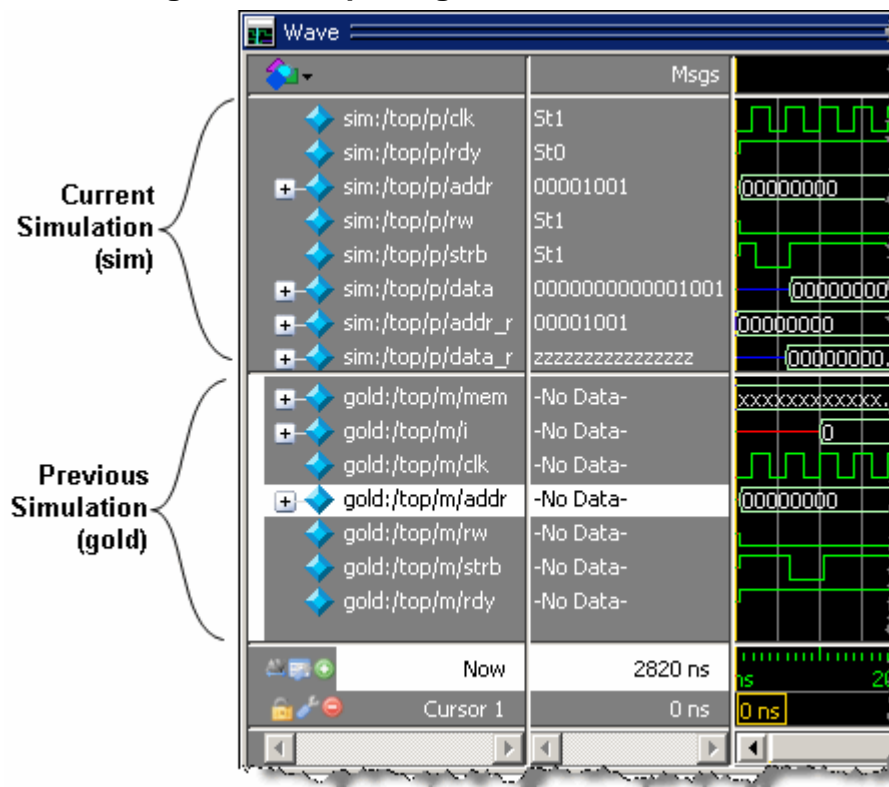 Wave
Msgs
sim:/top/p/clk St1
sim:/top/p/rdy St0
sim:/top/p/addr 00001001 00000000
sim:/top/p/rw St1
sim:/top/p/strb St1
sim:/top/p/data 0000000000001001 00000000
sim:/top/p/addr_r 00001001 00000000
sim:/top/p/data_r zzzzzzzzzzzzzzzz 00000000.
Current
Simulation
(sim)
gold:/top/m/mem -No Data- xxxxxxxxxxxx.
gold:/top/m/i -No Data- 0
gold:/top/m/clk -No Data-
gold:/top/m/addr -No Data- 00000000
gold:/top/m/rw -No Data-
gold:/top/m/strb -No Data-
gold:/top/m/rdy -No Data-
Previous
Simulation
(gold)
Now 2820 ns ns
Cursor 1 0 ns 0 ns